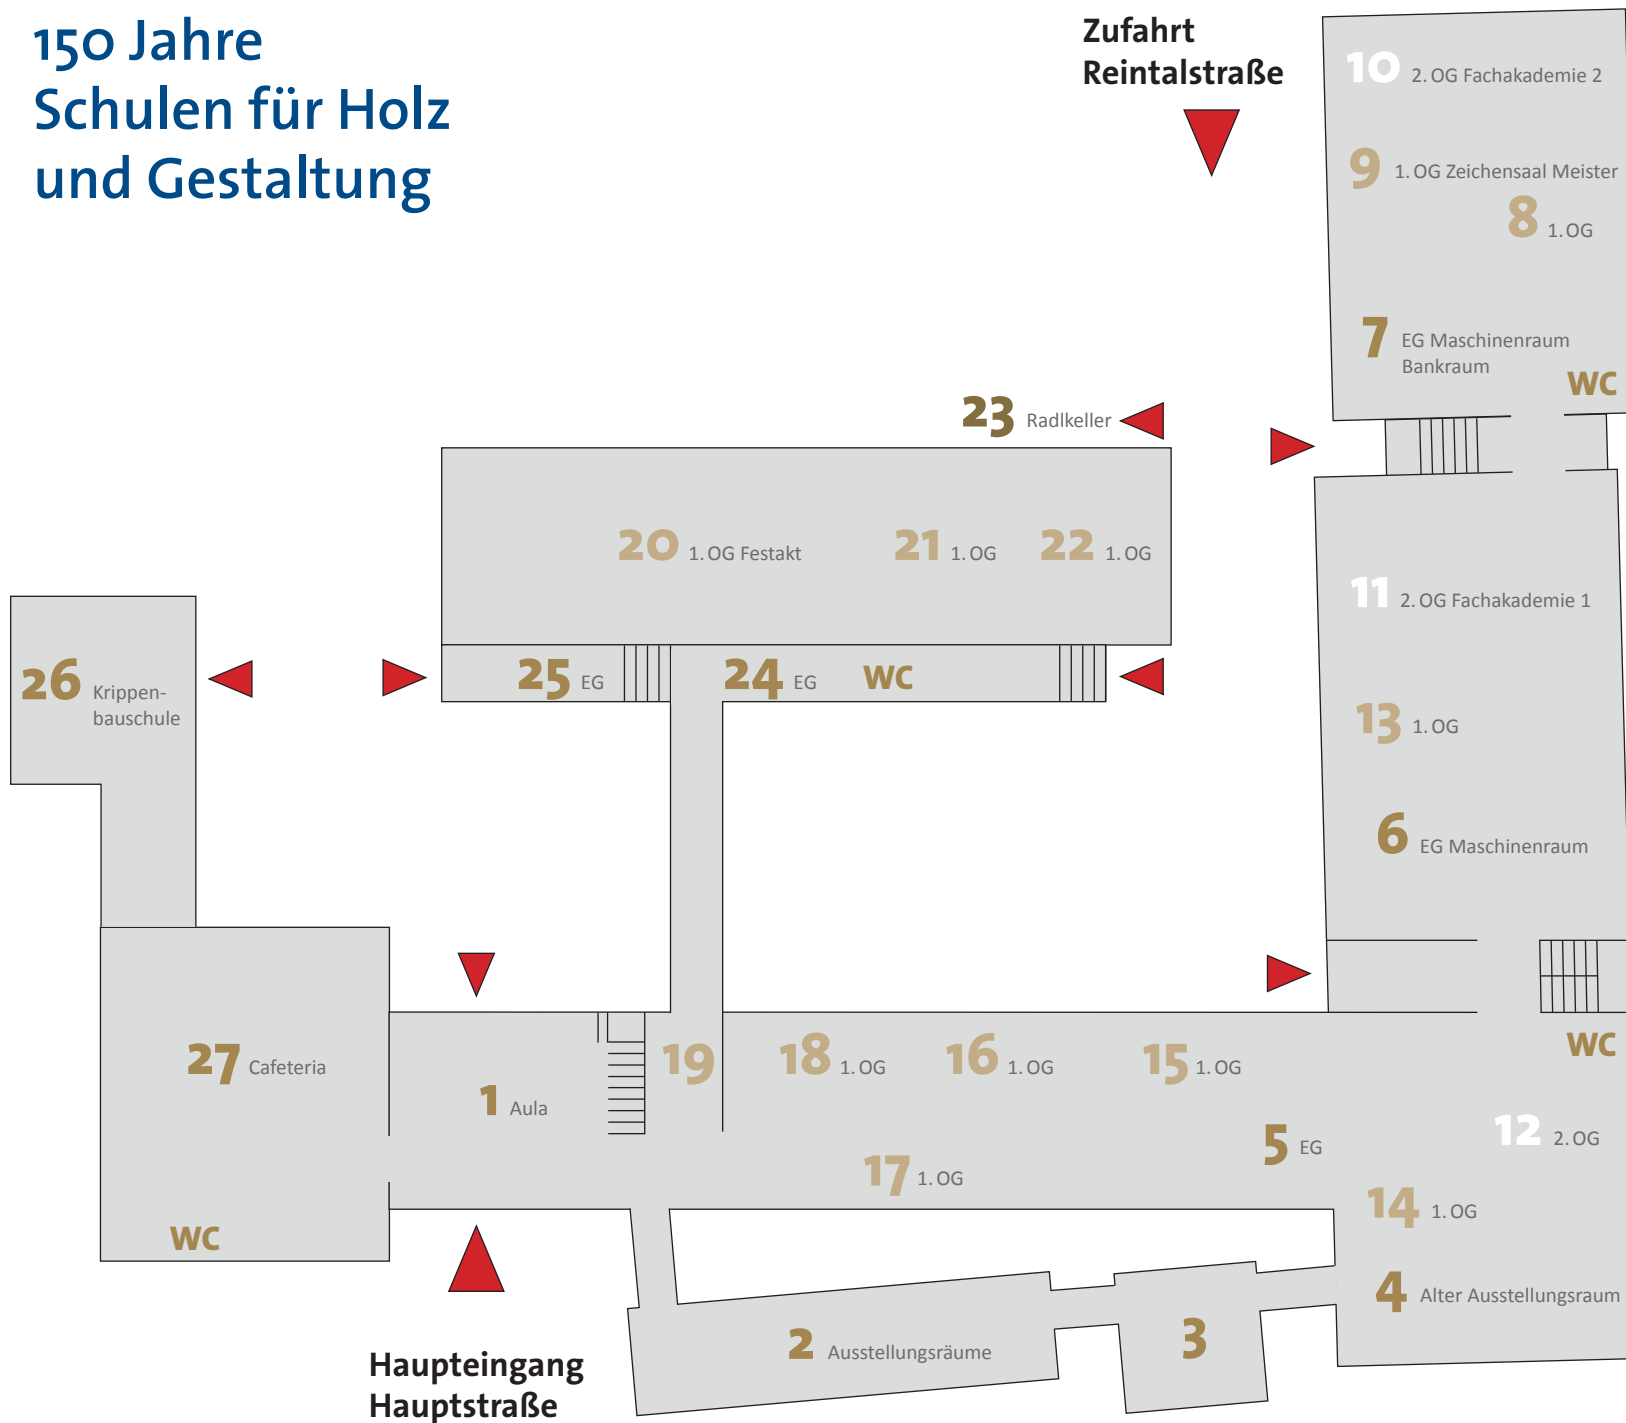 150 Jahre
Schulen für Holz
und Gestaltung
Zufahrt
Reintalstraße
10 2. OG Fachakademie 2
9 1. OG Zeichensaal Meister
8 1. OG
7 EG Maschinenraum
Bankraum
WC
23 Radlkeller
20 1. OG Festakt
21 1. OG
22 1. OG
11 2. OG Fachakademie 1
26 Krippen-
bauschule
25 EG
24 EG
WC
13 1. OG
6 EG Maschinenraum
27 Cafeteria
1 Aula
19
18 1. OG
16 1. OG
15 1. OG
WC
5 EG
12 2. OG
17 1. OG
14 1. OG
WC
4 Alter Ausstellungsraum
2 Ausstellungsräume
3
Haupteingang
Hauptstraße